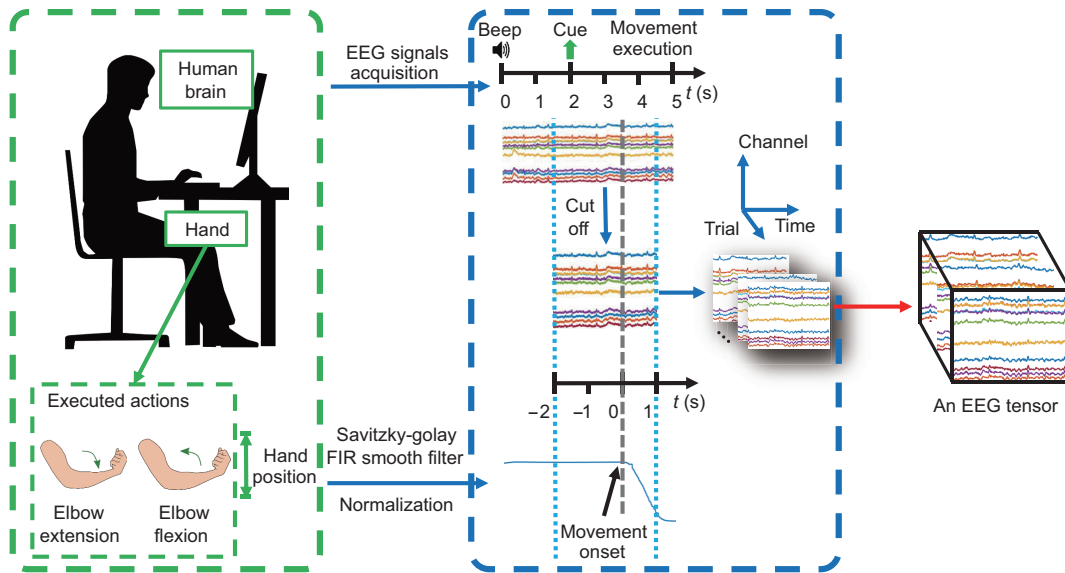 Human
brain
Hand
Executed actions
Elbow
extension
Elbow
flexion
Hand
position
EEG signals
acquisition
Savitzky-golay
FIR smooth filter
Normalization
Beep
Cue
Movement
execution
0 1 2 3 4 5
t (s)
Cut
off
Channel
Trial
Time
−2 −1 0 1
t (s)
Movement
onset
An EEG tensor